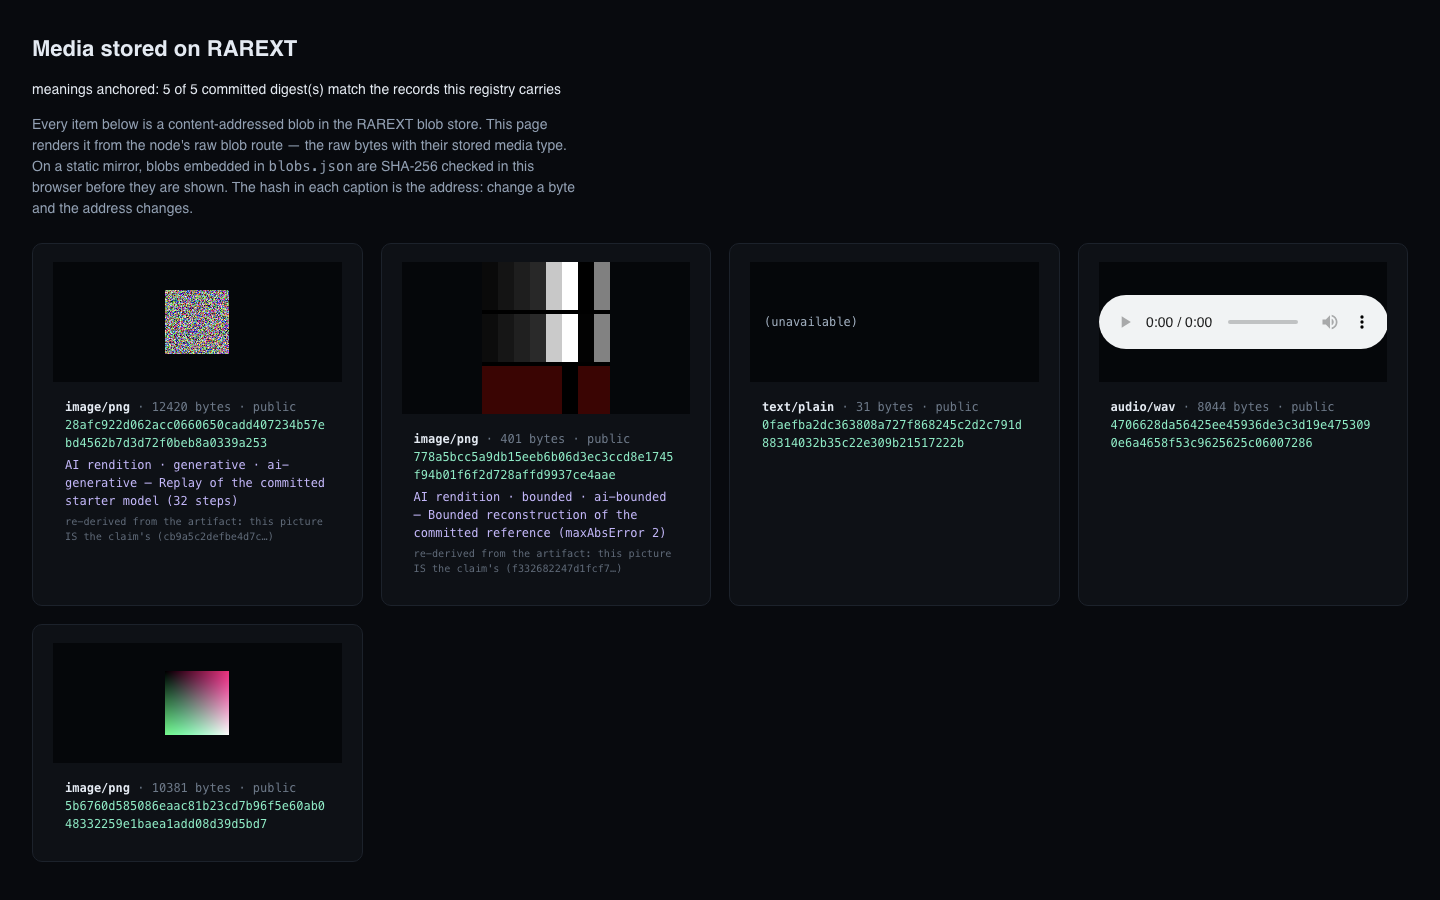 Media stored on RAREXT
meanings anchored: 5 of 5 committed digest(s) match the records this registry carries
Every item below is a content-addressed blob in the RAREXT blob store. This page
renders it from the node's raw blob route — the raw bytes with their stored media type.
On a static mirror, blobs embedded in blobs.json are SHA-256 checked in this
browser before they are shown. The hash in each caption is the address: change a byte
and the address changes.
image/png · 12420 bytes · public
28afc922d062acc0660650cadd407234b57e
bd4562b7d3d72f0beb8a0339a253
AI rendition · generative · ai-
generative — Replay of the committed
starter model (32 steps)
re-derived from the artifact: this picture
IS the claim's (cb9a5c2defbe4d7c…)
image/png · 401 bytes · public
778a5bcc5a9db15eeb6b06d3ec3ccd8e1745
f94b01f6f2d728affd9937ce4aae
AI rendition · bounded · ai-bounded
— Bounded reconstruction of the
committed reference (maxAbsError 2)
re-derived from the artifact: this picture
IS the claim's (f332682247d1fcf7…)
(unavailable)
text/plain · 31 bytes · public
0faefba2dc363808a727f868245c2d2c791d
88314032b35c22e309b21517222b
0:00 / 0:00
audio/wav · 8044 bytes · public
4706628da56425ee45936de3c3d19e475309
0e6a4658f53c9625625c06007286
image/png · 10381 bytes · public
5b6760d585086eaac81b23cd7b96f5e60ab0
48332259e1baea1add08d39d5bd7